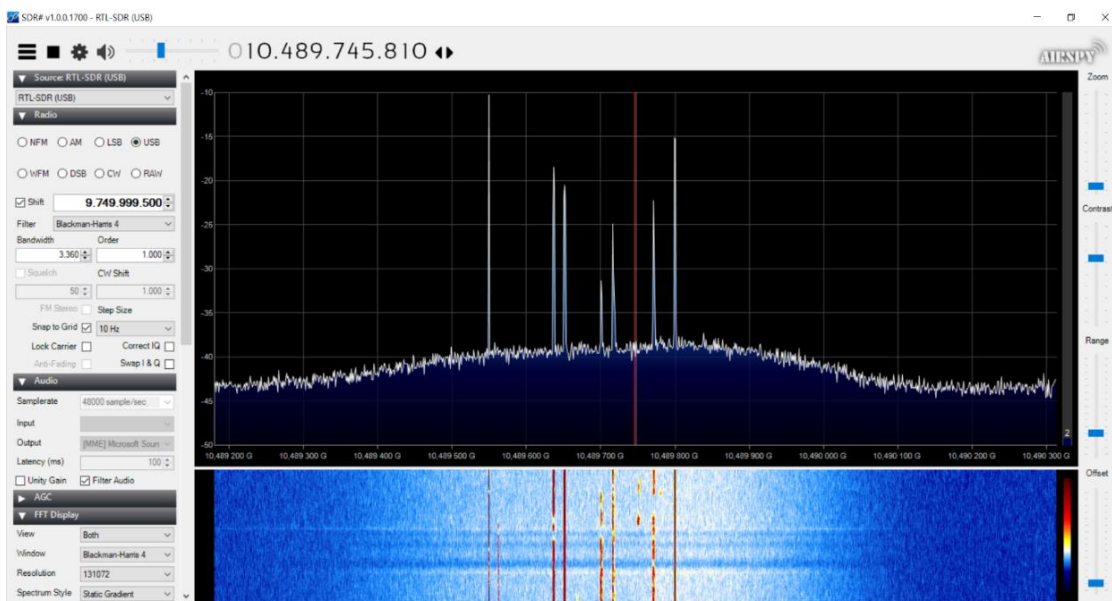 SDR# v1.0.0.1700 - RTL-SDR (USB)
010.489.745.810
AIRSPY
Source: RTL-SDR (USB)
RTL-SDR (USB)
Radio
NFM AM LSB USB
WFM DSB CW RAW
Shift 9.749.999.500
Filter Blackman-Harris 4
Bandwidth Order
3.360 1.000
Squelch CW Shift
50 1.000
FM Stereo Step Size
Snap to Grid 10 Hz
Lock Carrier Correct IQ
Anti-Fading Swap I & Q
Audio
Samplerate 48000 sample/sec
Input
Output [MME] Microsoft Soun
Latency (ms) 100
Unity Gain Filter Audio
AGC
FFT Display
View Both
Window Blackman-Harris 4
Resolution 131072
Spectrum Style Static Gradient
-10
-15
-20
-25
-30
-35
-40
-45
-50
2
10,489 200 G 10,489 300 G 10,489 400 G 10,489 500 G 10,489 600 G 10,489 700 G 10,489 800 G 10,489 900 G 10,490 000 G 10,490 100 G 10,490 200 G 10,490 300 G
Zoom
Contrast
Range
Offset